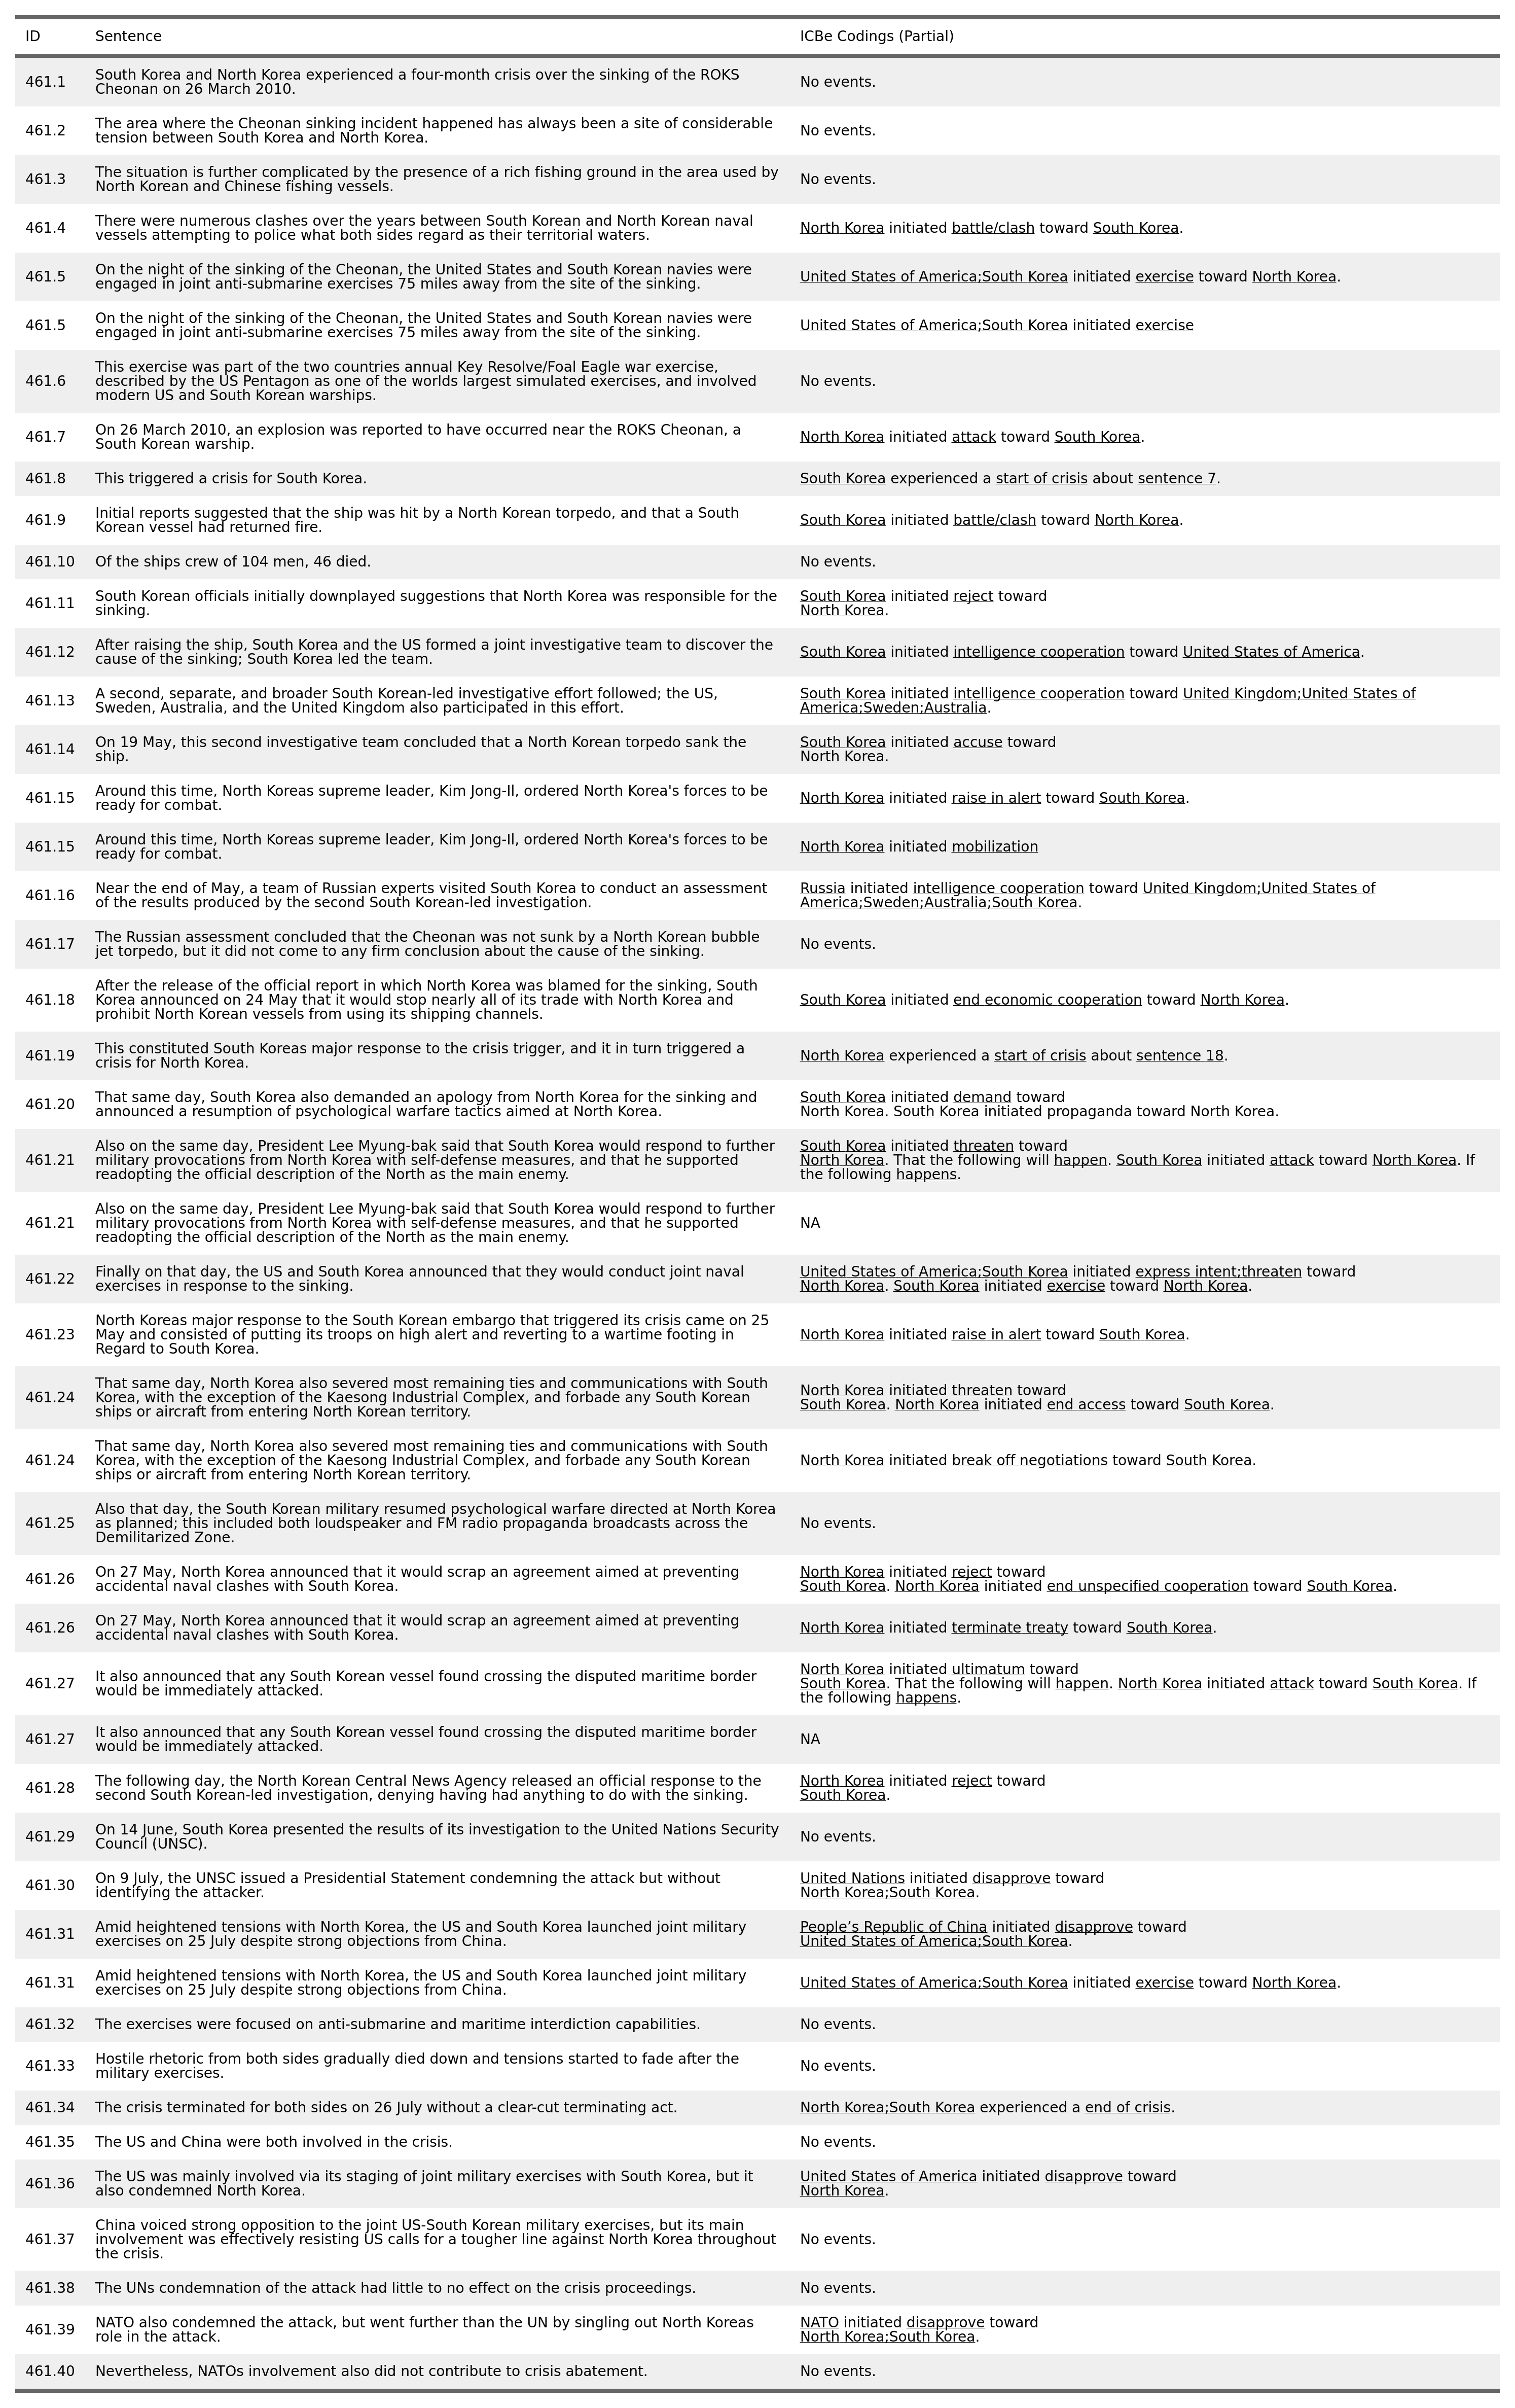 ID Sentence ICBe Codings (Partial)
461.1 South Korea and North Korea experienced a four-month crisis over the sinking of the ROKS
Cheonan on 26 March 2010.
No events.
461.2 The area where the Cheonan sinking incident happened has always been a site of considerable
tension between South Korea and North Korea.
No events.
461.3 The situation is further complicated by the presence of a rich fishing ground in the area used by
North Korean and Chinese fishing vessels.
No events.
461.4 There were numerous clashes over the years between South Korean and North Korean naval
vessels attempting to police what both sides regard as their territorial waters.
North Korea initiated battle/clash toward South Korea.
461.5 On the night of the sinking of the Cheonan, the United States and South Korean navies were
engaged in joint anti-submarine exercises 75 miles away from the site of the sinking.
United States of America;South Korea initiated exercise toward North Korea.
461.5 On the night of the sinking of the Cheonan, the United States and South Korean navies were
engaged in joint anti-submarine exercises 75 miles away from the site of the sinking.
United States of America;South Korea initiated exercise
461.6 This exercise was part of the two countries annual Key Resolve/Foal Eagle war exercise,
described by the US Pentagon as one of the worlds largest simulated exercises, and involved
modern US and South Korean warships.
No events.
461.7 On 26 March 2010, an explosion was reported to have occurred near the ROKS Cheonan, a
South Korean warship.
North Korea initiated attack toward South Korea.
461.8 This triggered a crisis for South Korea.
South Korea experienced a start of crisis about sentence 7.
461.9 Initial reports suggested that the ship was hit by a North Korean torpedo, and that a South
Korean vessel had returned fire.
South Korea initiated battle/clash toward North Korea.
461.10 Of the ships crew of 104 men, 46 died.
No events.
461.11 South Korean officials initially downplayed suggestions that North Korea was responsible for the
sinking.
South Korea initiated reject toward
North Korea.
461.12 After raising the ship, South Korea and the US formed a joint investigative team to discover the
cause of the sinking; South Korea led the team.
South Korea initiated intelligence cooperation toward United States of America.
461.13 A second, separate, and broader South Korean-led investigative effort followed; the US,
Sweden, Australia, and the United Kingdom also participated in this effort.
South Korea initiated intelligence cooperation toward United Kingdom;United States of
America;Sweden;Australia.
461.14 On 19 May, this second investigative team concluded that a North Korean torpedo sank the
ship.
South Korea initiated accuse toward
North Korea.
461.15 Around this time, North Koreas supreme leader, Kim Jong-Il, ordered North Korea's forces to be
ready for combat.
North Korea initiated raise in alert toward South Korea.
461.15 Around this time, North Koreas supreme leader, Kim Jong-Il, ordered North Korea's forces to be
ready for combat.
North Korea initiated mobilization
461.16 Near the end of May, a team of Russian experts visited South Korea to conduct an assessment
of the results produced by the second South Korean-led investigation.
Russia initiated intelligence cooperation toward United Kingdom;United States of
America;Sweden;Australia;South Korea.
461.17 The Russian assessment concluded that the Cheonan was not sunk by a North Korean bubble
jet torpedo, but it did not come to any firm conclusion about the cause of the sinking.
No events.
461.18 After the release of the official report in which North Korea was blamed for the sinking, South
Korea announced on 24 May that it would stop nearly all of its trade with North Korea and
prohibit North Korean vessels from using its shipping channels.
South Korea initiated end economic cooperation toward North Korea.
461.19 This constituted South Koreas major response to the crisis trigger, and it in turn triggered a
crisis for North Korea.
North Korea experienced a start of crisis about sentence 18.
461.20 That same day, South Korea also demanded an apology from North Korea for the sinking and
announced a resumption of psychological warfare tactics aimed at North Korea.
South Korea initiated demand toward
North Korea. South Korea initiated propaganda toward North Korea.
461.21 Also on the same day, President Lee Myung-bak said that South Korea would respond to further
military provocations from North Korea with self-defense measures, and that he supported
readopting the official description of the North as the main enemy.
South Korea initiated threaten toward
North Korea. That the following will happen. South Korea initiated attack toward North Korea. If
the following happens.
461.21 Also on the same day, President Lee Myung-bak said that South Korea would respond to further
military provocations from North Korea with self-defense measures, and that he supported
readopting the official description of the North as the main enemy.
NA
461.22 Finally on that day, the US and South Korea announced that they would conduct joint naval
exercises in response to the sinking.
United States of America;South Korea initiated express intent;threaten toward
North Korea. South Korea initiated exercise toward North Korea.
461.23 North Koreas major response to the South Korean embargo that triggered its crisis came on 25
May and consisted of putting its troops on high alert and reverting to a wartime footing in
Regard to South Korea.
North Korea initiated raise in alert toward South Korea.
461.24 That same day, North Korea also severed most remaining ties and communications with South
Korea, with the exception of the Kaesong Industrial Complex, and forbade any South Korean
ships or aircraft from entering North Korean territory.
North Korea initiated threaten toward
South Korea. North Korea initiated end access toward South Korea.
461.24 That same day, North Korea also severed most remaining ties and communications with South
Korea, with the exception of the Kaesong Industrial Complex, and forbade any South Korean
ships or aircraft from entering North Korean territory.
North Korea initiated break off negotiations toward South Korea.
461.25 Also that day, the South Korean military resumed psychological warfare directed at North Korea
as planned; this included both loudspeaker and FM radio propaganda broadcasts across the
Demilitarized Zone.
No events.
461.26 On 27 May, North Korea announced that it would scrap an agreement aimed at preventing
accidental naval clashes with South Korea.
North Korea initiated reject toward
South Korea. North Korea initiated end unspecified cooperation toward South Korea.
461.26 On 27 May, North Korea announced that it would scrap an agreement aimed at preventing
accidental naval clashes with South Korea.
North Korea initiated terminate treaty toward South Korea.
461.27 It also announced that any South Korean vessel found crossing the disputed maritime border
would be immediately attacked.
North Korea initiated ultimatum toward
South Korea. That the following will happen. North Korea initiated attack toward South Korea. If
the following happens.
461.27 It also announced that any South Korean vessel found crossing the disputed maritime border
would be immediately attacked.
NA
461.28 The following day, the North Korean Central News Agency released an official response to the
second South Korean-led investigation, denying having had anything to do with the sinking.
North Korea initiated reject toward
South Korea.
461.29 On 14 June, South Korea presented the results of its investigation to the United Nations Security
Council (UNSC).
No events.
461.30 On 9 July, the UNSC issued a Presidential Statement condemning the attack but without
identifying the attacker.
United Nations initiated disapprove toward
North Korea;South Korea.
461.31 Amid heightened tensions with North Korea, the US and South Korea launched joint military
exercises on 25 July despite strong objections from China.
People’s Republic of China initiated disapprove toward
United States of America;South Korea.
461.31 Amid heightened tensions with North Korea, the US and South Korea launched joint military
exercises on 25 July despite strong objections from China.
United States of America;South Korea initiated exercise toward North Korea.
461.32 The exercises were focused on anti-submarine and maritime interdiction capabilities.
No events.
461.33 Hostile rhetoric from both sides gradually died down and tensions started to fade after the
military exercises.
No events.
461.34 The crisis terminated for both sides on 26 July without a clear-cut terminating act.
North Korea;South Korea experienced a end of crisis.
461.35 The US and China were both involved in the crisis.
No events.
461.36 The US was mainly involved via its staging of joint military exercises with South Korea, but it
also condemned North Korea.
United States of America initiated disapprove toward
North Korea.
461.37 China voiced strong opposition to the joint US-South Korean military exercises, but its main
involvement was effectively resisting US calls for a tougher line against North Korea throughout
the crisis.
No events.
461.38 The UNs condemnation of the attack had little to no effect on the crisis proceedings.
No events.
461.39 NATO also condemned the attack, but went further than the UN by singling out North Koreas
role in the attack.
NATO initiated disapprove toward
North Korea;South Korea.
461.40 Nevertheless, NATOs involvement also did not contribute to crisis abatement.
No events.